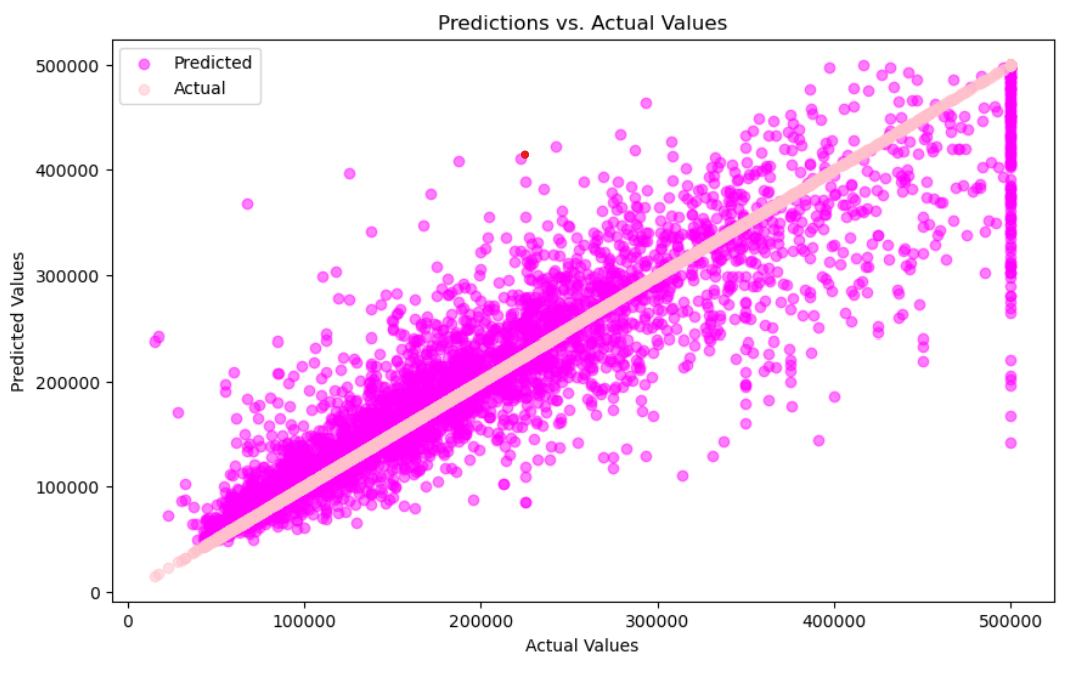 Predictions vs. Actual Values
Predicted
Actual
500000
400000
300000
200000
100000
0
Predicted Values
0 100000 200000 300000 400000 500000
Actual Values